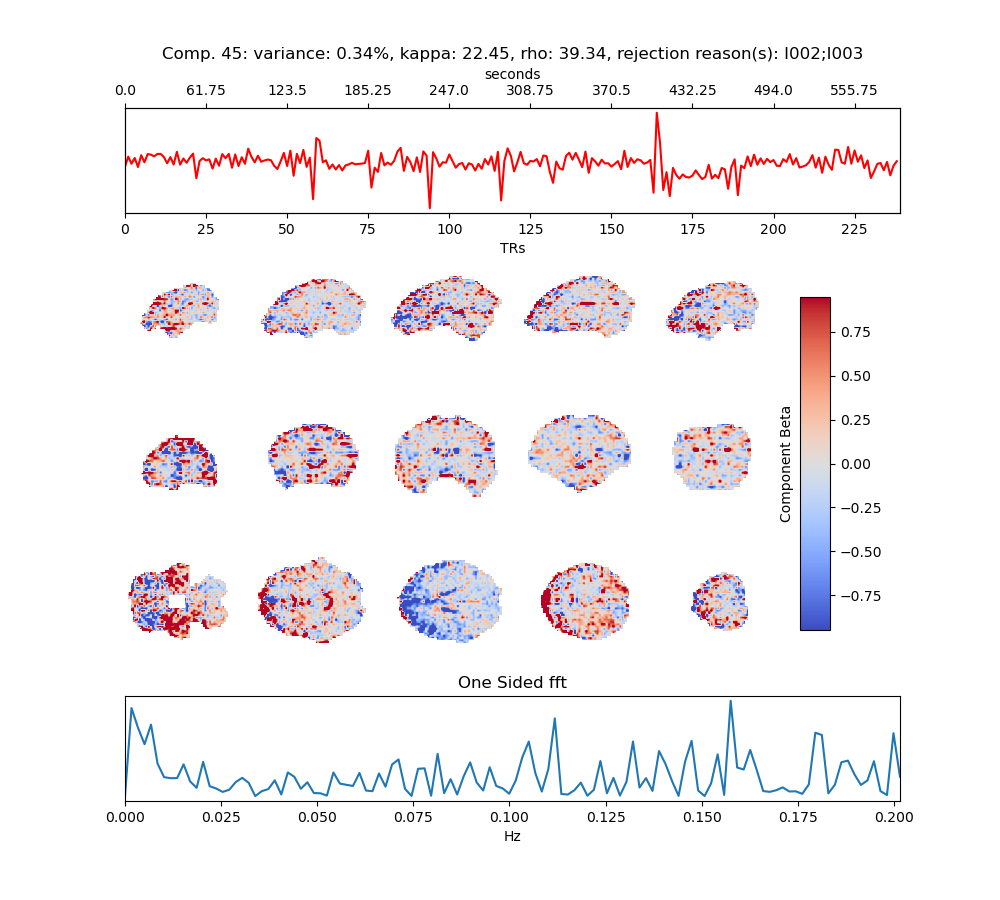 Comp. 45: variance: 0.34%, kappa: 22.45, rho: 39.34, rejection reason(s): I002;I003
seconds
0.0 61.75 123.5 185.25 247.0 308.75 370.5 432.25 494.0 555.75
0 25 50 75 100 125 150 175 200 225
TRs
0.75
0.50
0.25
0.00
−0.25
−0.50
−0.75
Component Beta
One Sided fft
0.000 0.025 0.050 0.075 0.100 0.125 0.150 0.175 0.200
Hz